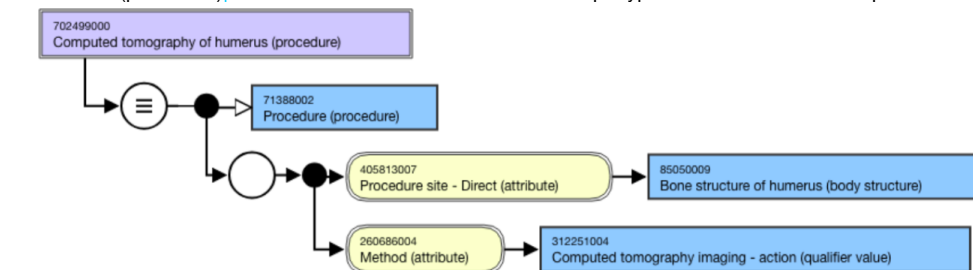 702499000
Computed tomography of humerus (procedure)
71388002
Procedure (procedure)
405813007
Procedure site - Direct (attribute)
85050009
Bone structure of humerus (body structure)
260686004
Method (attribute)
312251004
Computed tomography imaging - action (qualifier value)